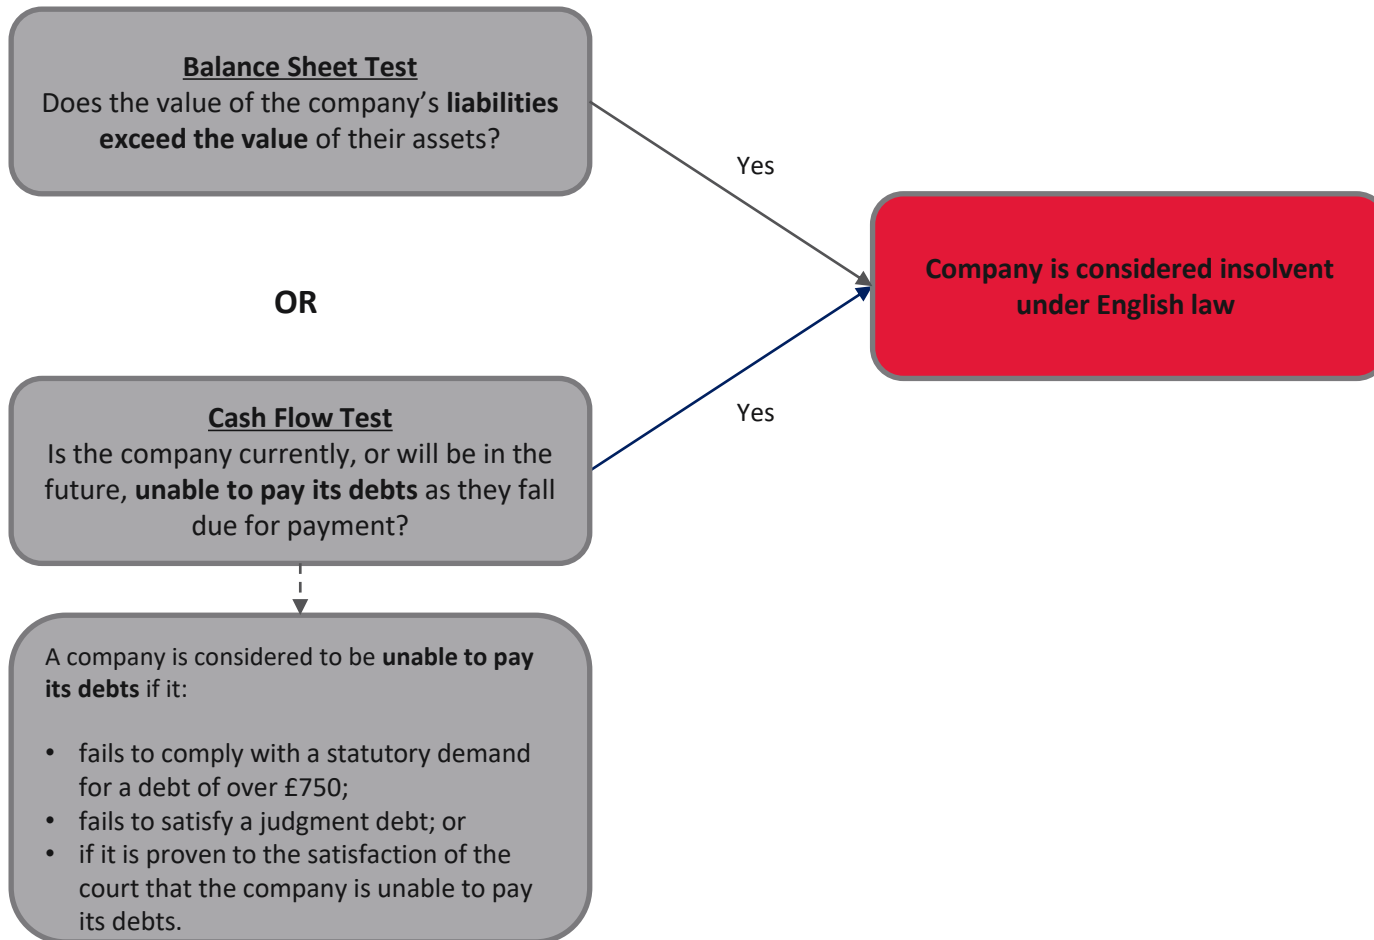 Balance Sheet Test
Does the value of the company’s liabilities
exceed the value of their assets?
Yes
Company is considered insolvent
under English law
OR
Cash Flow Test
Is the company currently, or will be in the
future, unable to pay its debts as they fall
due for payment?
Yes
A company is considered to be unable to pay
its debts if it:
• fails to comply with a statutory demand
for a debt of over £750;
• fails to satisfy a judgment debt; or
• if it is proven to the satisfaction of the
court that the company is unable to pay
its debts.